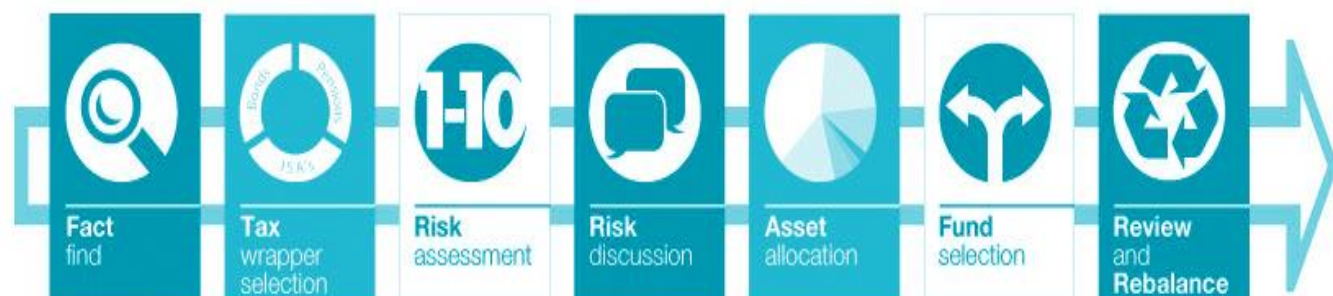 Bonds
Pensions
ISA's
1-10
Fact
find
Tax
wrapper
selection
Risk
assessment
Risk
discussion
Asset
allocation
Fund
selection
Review
and
Rebalance